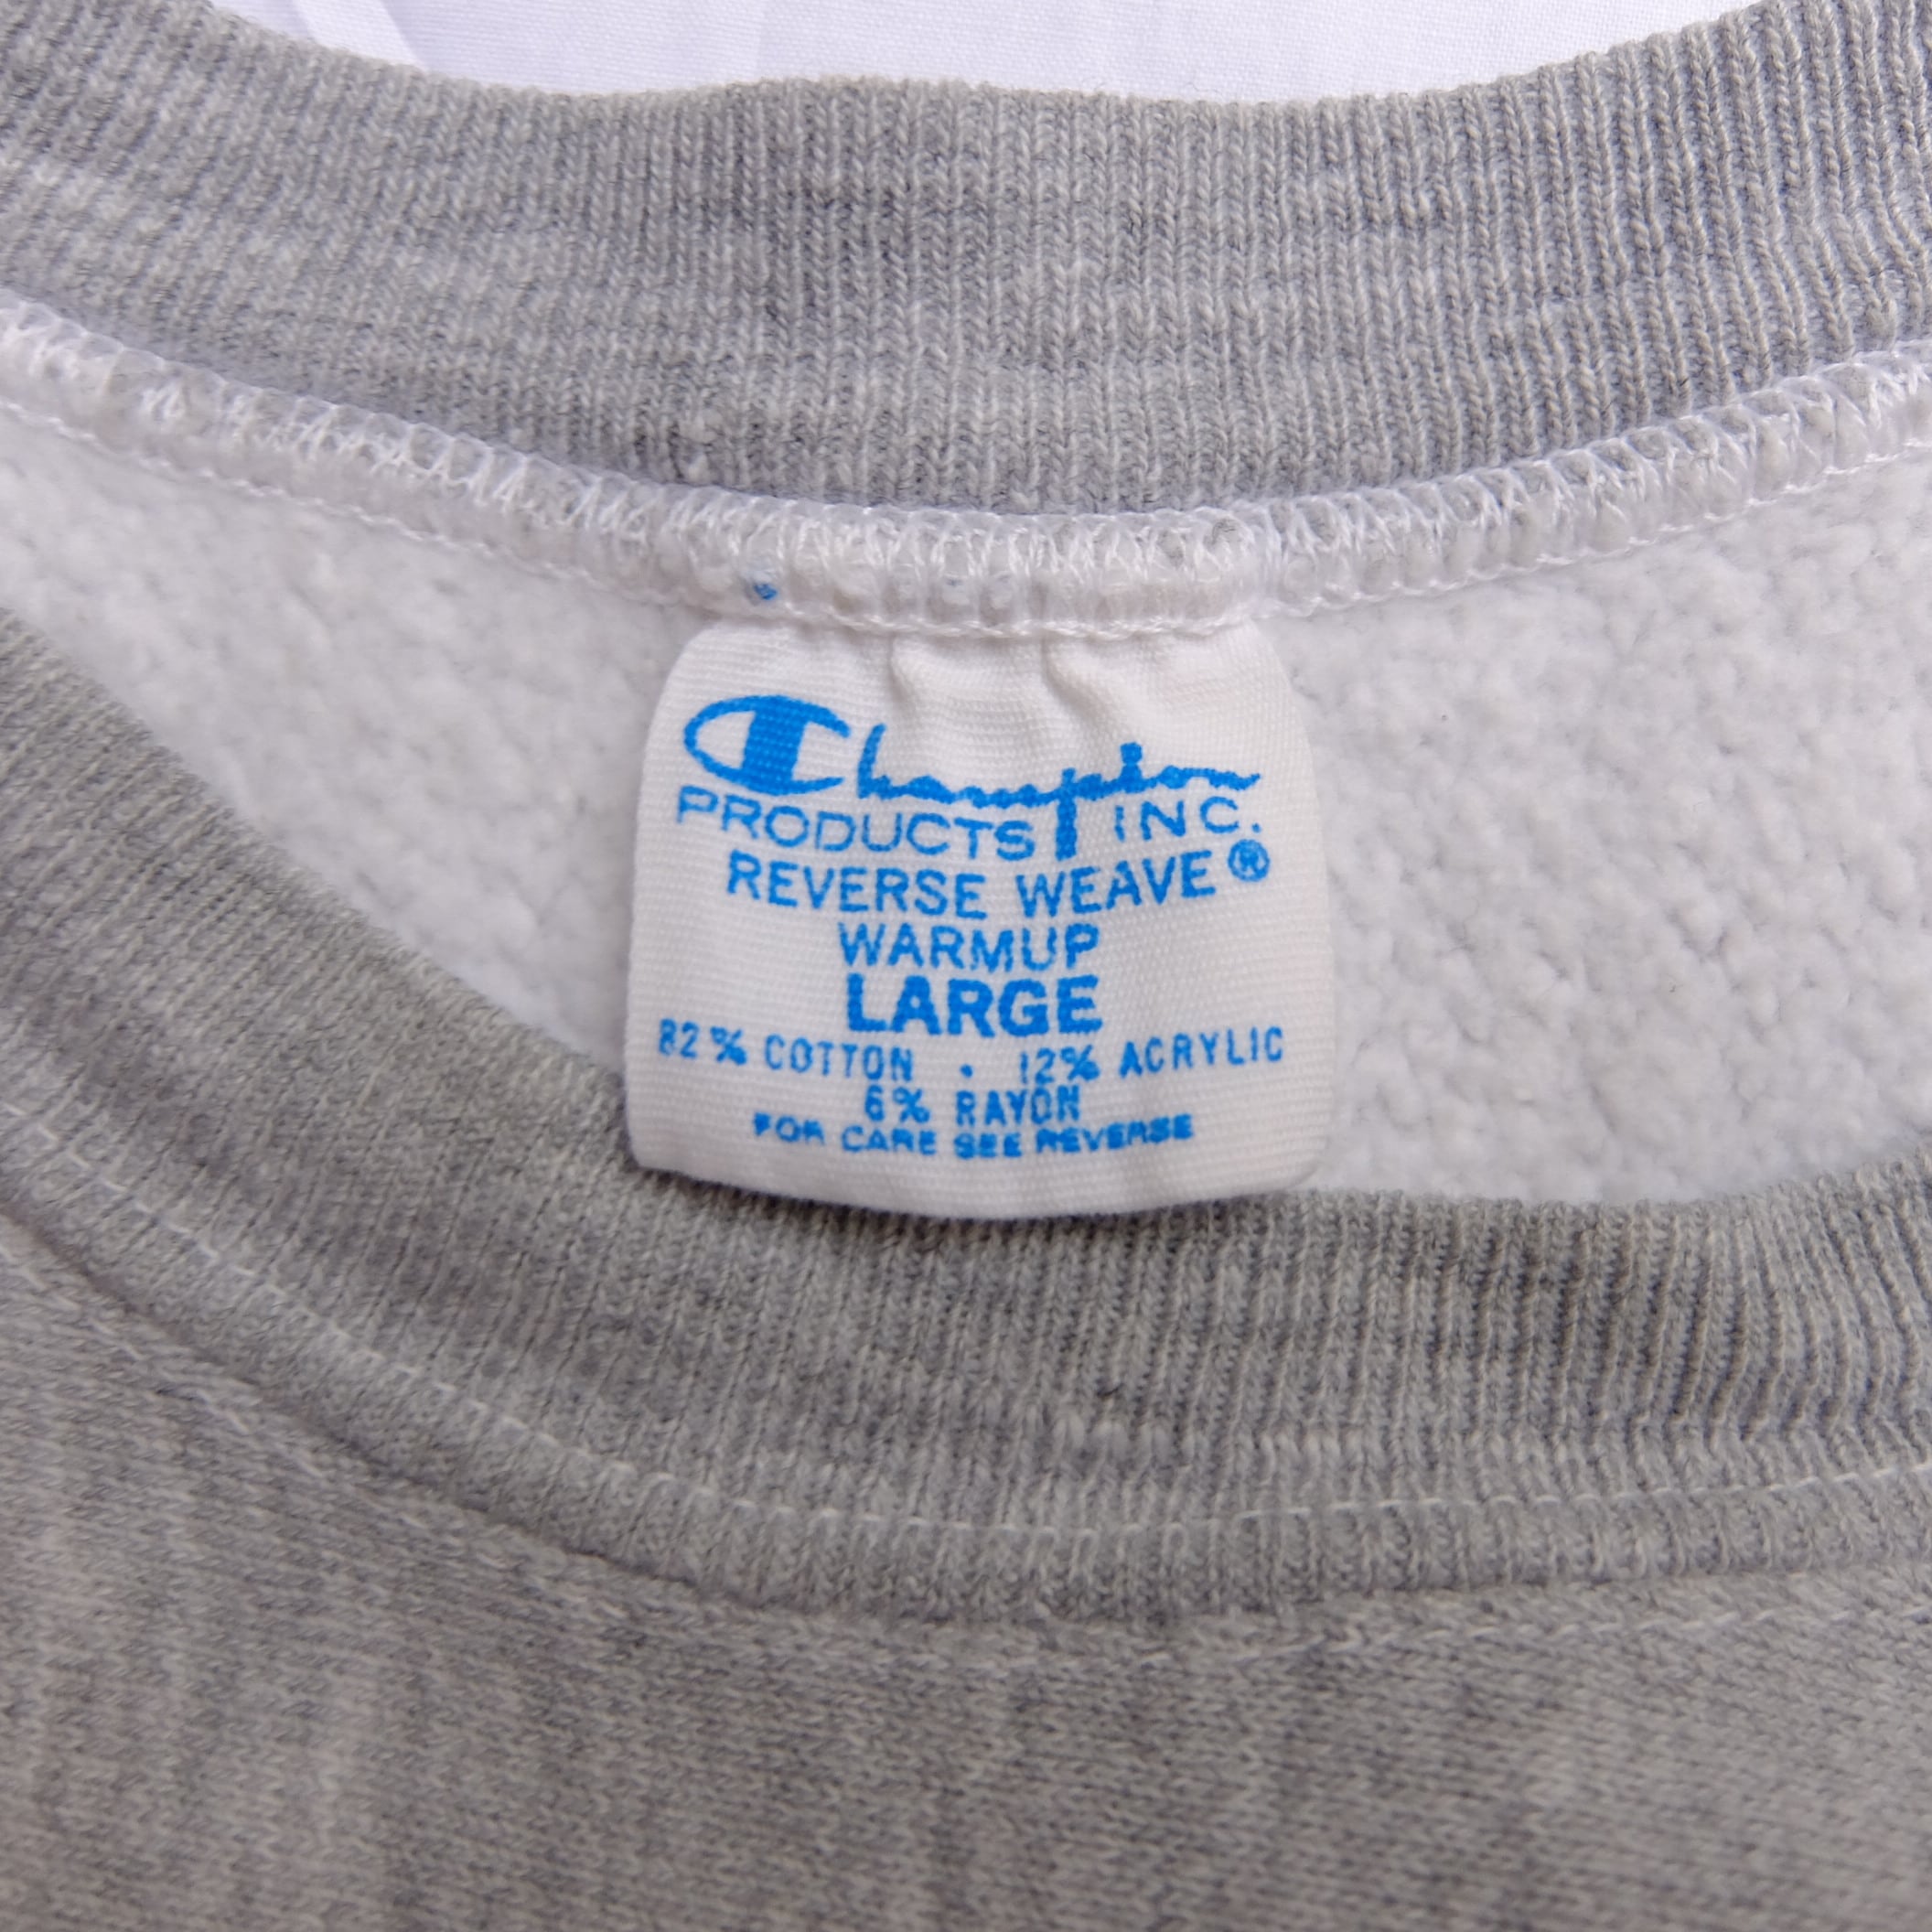 Champion
PRODUCTS INC.
REVERSE WEAVE®
WARMUP
LARGE
82% COTTON • 12% ACRYLIC
6% RAYON
FOR CARE SEE REVERSE